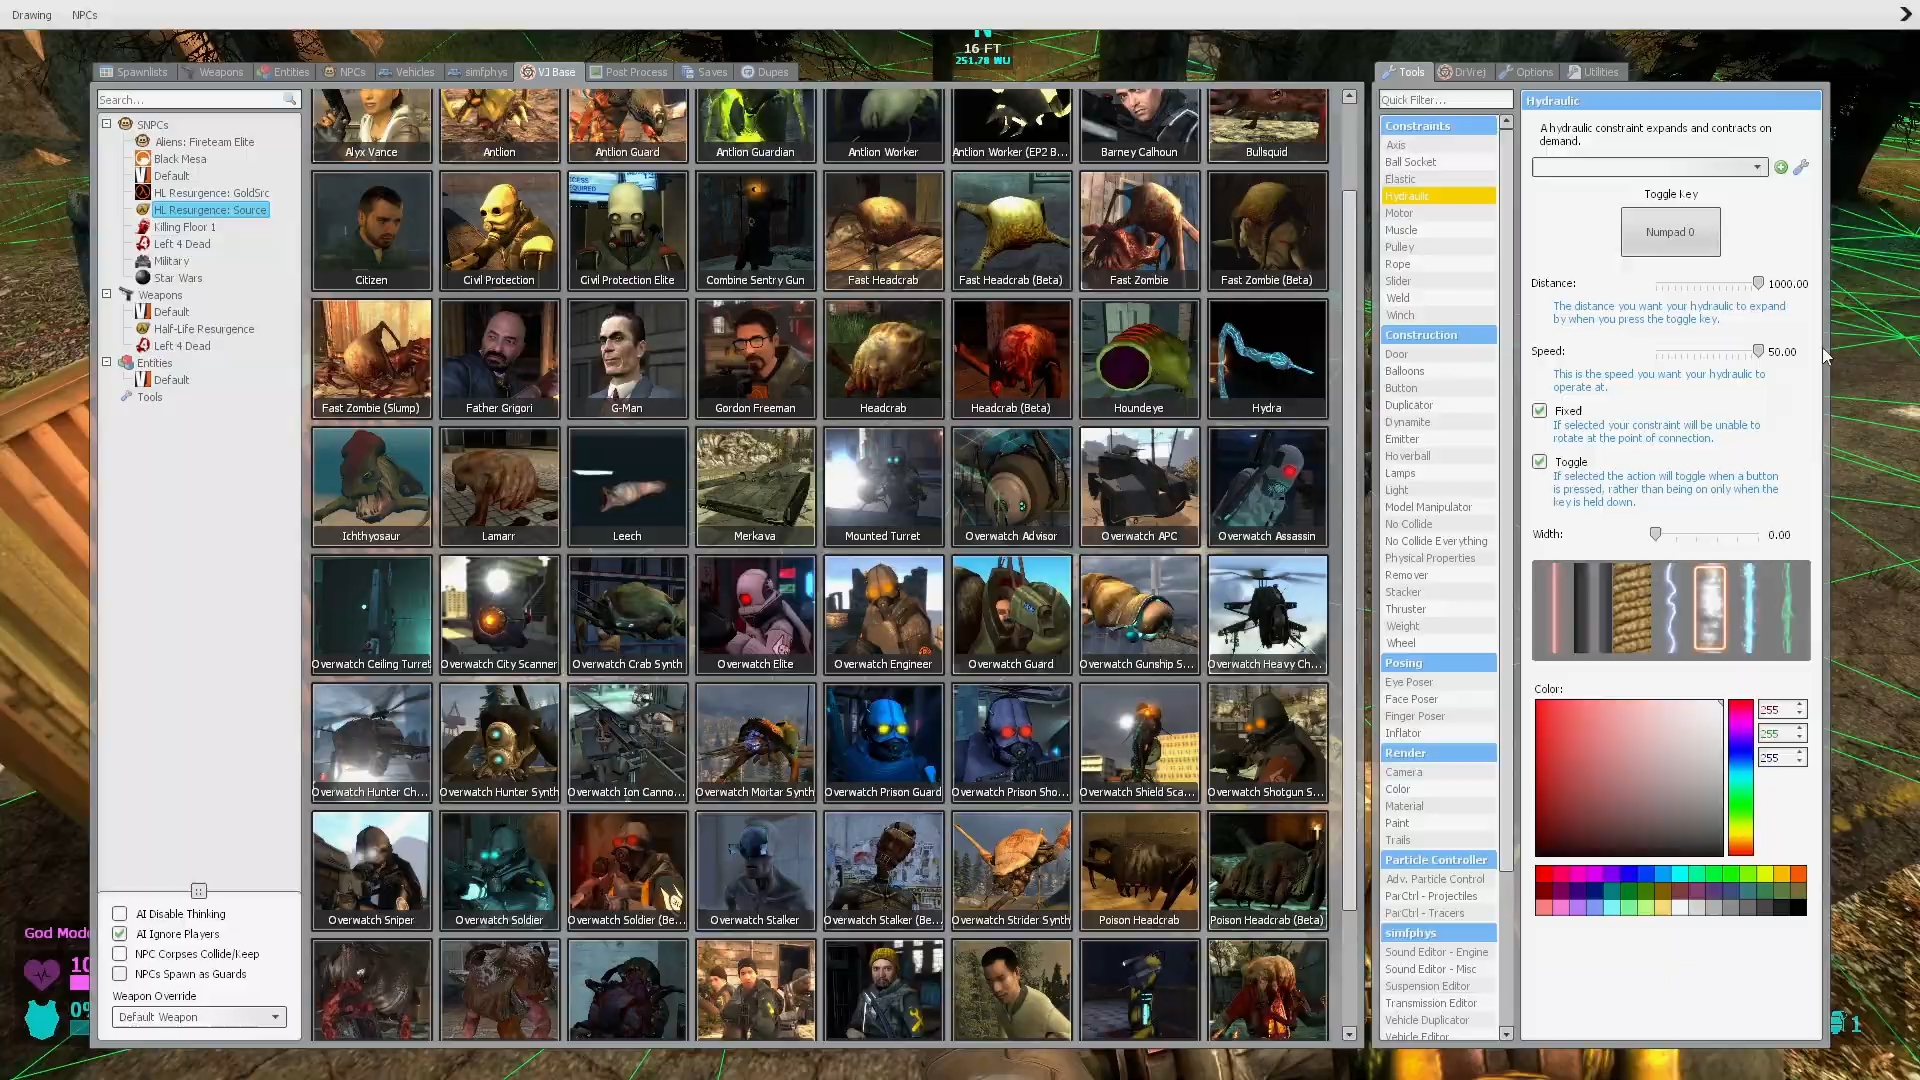 Drawing NPCs
N
16 FT
251.78 WU
Spawnlists Weapons Entities NPCs Vehicles simfphys VJ Base Post Process Saves Dupes
Search...
SNPCs
Aliens: Fireteam Elite
Black Mesa
Default
HL Resurgence: GoldSrc
HL Resurgence: Source
Killing Floor 1
Left 4 Dead
Military
Star Wars
Weapons
Default
Half-Life Resurgence
Left 4 Dead
Entities
Default
Tools
AI Disable Thinking
AI Ignore Players
NPC Corpses Collide/Keep
NPCs Spawn as Guards
Weapon Override
Default Weapon
God Mode
10
0%
Alyx Vance Antlion Antlion Guard Antlion Guardian Antlion Worker Antlion Worker (EP2 B... Barney Calhoun Bullsquid
Citizen Civil Protection Civil Protection Elite Combine Sentry Gun Fast Headcrab Fast Headcrab (Beta) Fast Zombie Fast Zombie (Beta)
Fast Zombie (Slump) Father Grigori G-Man Gordon Freeman Headcrab Headcrab (Beta) Houndeye Hydra
Ichthyosaur Lamarr Leech Merkava Mounted Turret Overwatch Advisor Overwatch APC Overwatch Assassin
Overwatch Ceiling Turret Overwatch City Scanner Overwatch Crab Synth Overwatch Elite Overwatch Engineer Overwatch Guard Overwatch Gunship S... Overwatch Heavy Ch...
Overwatch Hunter Ch... Overwatch Hunter Synth Overwatch Ion Canno... Overwatch Mortar Synth Overwatch Prison Guard Overwatch Prison Sho... Overwatch Shield Sca... Overwatch Shotgun S...
Overwatch Sniper Overwatch Soldier Overwatch Soldier (Be... Overwatch Stalker Overwatch Stalker (Be... Overwatch Strider Synth Poison Headcrab Poison Headcrab (Beta)
Tools DrVrej Options Utilities
Quick Filter...
Constraints
Axis
Ball Socket
Elastic
Hydraulic
Motor
Muscle
Pulley
Rope
Slider
Weld
Winch
Construction
Door
Balloons
Button
Duplicator
Dynamite
Emitter
Hoverball
Lamps
Light
Model Manipulator
No Collide
No Collide Everything
Physical Properties
Remover
Stacker
Thruster
Weight
Wheel
Posing
Eye Poser
Face Poser
Finger Poser
Inflator
Render
Camera
Color
Material
Paint
Trails
Particle Controller
Adv. Particle Control
ParCtrl - Projectiles
ParCtrl - Tracers
simfphys
Sound Editor - Engine
Sound Editor - Misc
Suspension Editor
Transmission Editor
Vehicle Duplicator
Vehicle Editor
Hydraulic
A hydraulic constraint expands and contracts on
demand.
Toggle Key
Numpad 0
Distance: 1000.00
The distance you want your hydraulic to expand
by when you press the toggle key.
Speed: 50.00
This is the speed you want your hydraulic to
operate at.
Fixed
If selected your constraint will be unable to
rotate at the point of connection.
Toggle
If selected the action will toggle when a button
is pressed, rather than being on only when the
key is held down.
Width: 0.00
Color:
255
255
255
1